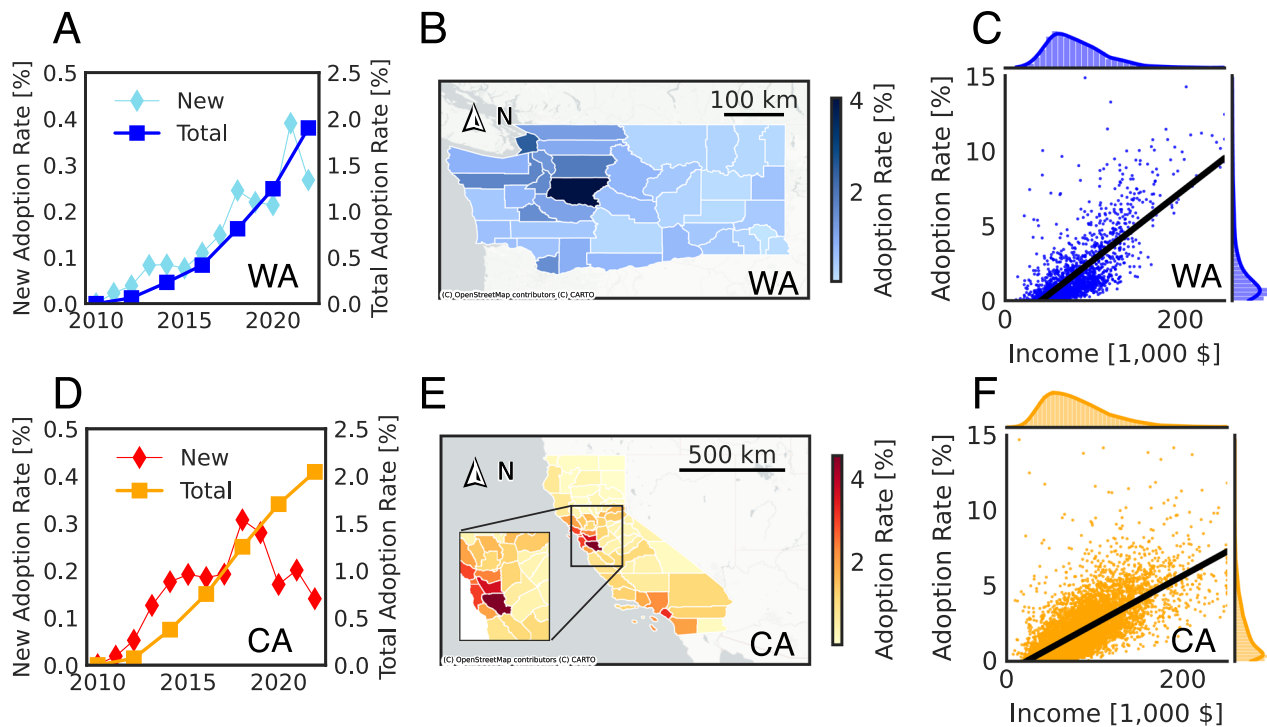 A
New Adoption Rate [%]
0.5
0.4
0.3
0.2
0.1
0.0
New
Total
WA
2.5
2.0
1.5
1.0
0.5
0.0
Total Adoption Rate [%]
2010
2015
2020
B
N
100 km
WA
(C) OpenStreetMap contributors (C) CARTO
4
2
Adoption Rate [%]
C
Adoption Rate [%]
15
10
5
0
WA
0
200
Income [1,000 $]
D
New Adoption Rate [%]
0.5
0.4
0.3
0.2
0.1
0.0
New
Total
CA
2.5
2.0
1.5
1.0
0.5
0.0
Total Adoption Rate [%]
2010
2015
2020
E
N
500 km
CA
(C) OpenStreetMap contributors (C) CARTO
4
2
Adoption Rate [%]
F
Adoption Rate [%]
15
10
5
0
CA
0
200
Income [1,000 $]